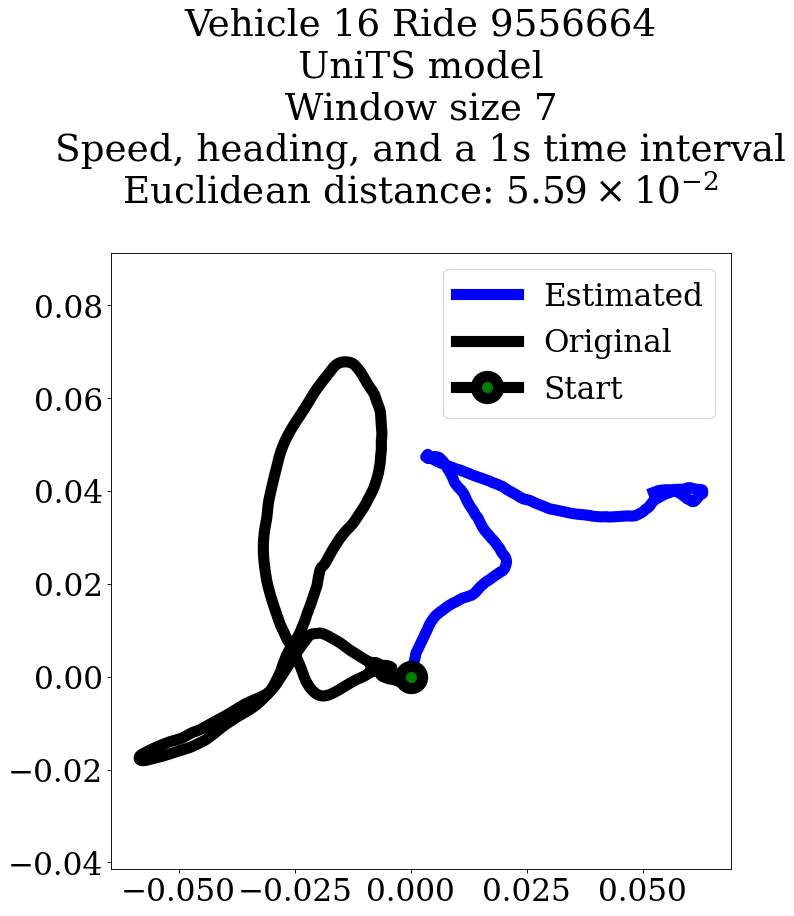 Vehicle 16 Ride 9556664
UniTS model
Window size 7
Speed, heading, and a 1s time interval
Euclidean distance: 5.59 × 10⁻²
Estimated
Original
Start
0.08
0.06
0.04
0.02
0.00
−0.02
−0.04
−0.050 −0.025 0.000 0.025 0.050